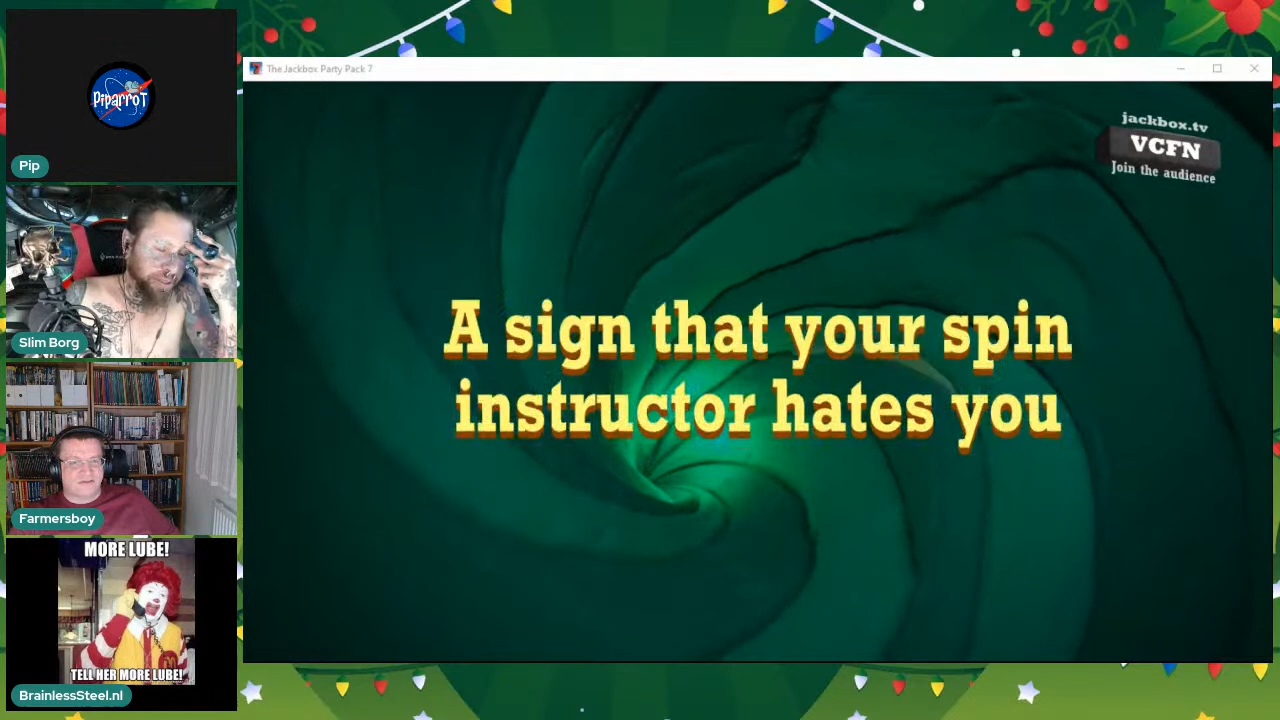 PiparroT
Pip
Slim Borg
Farmersboy
MORE LUBE!
TELL HER MORE LUBE!
BrainlessSteel.nl
The Jackbox Party Pack 7
jackbox.tv
VCFN
Join the audience
A sign that your spin
instructor hates you